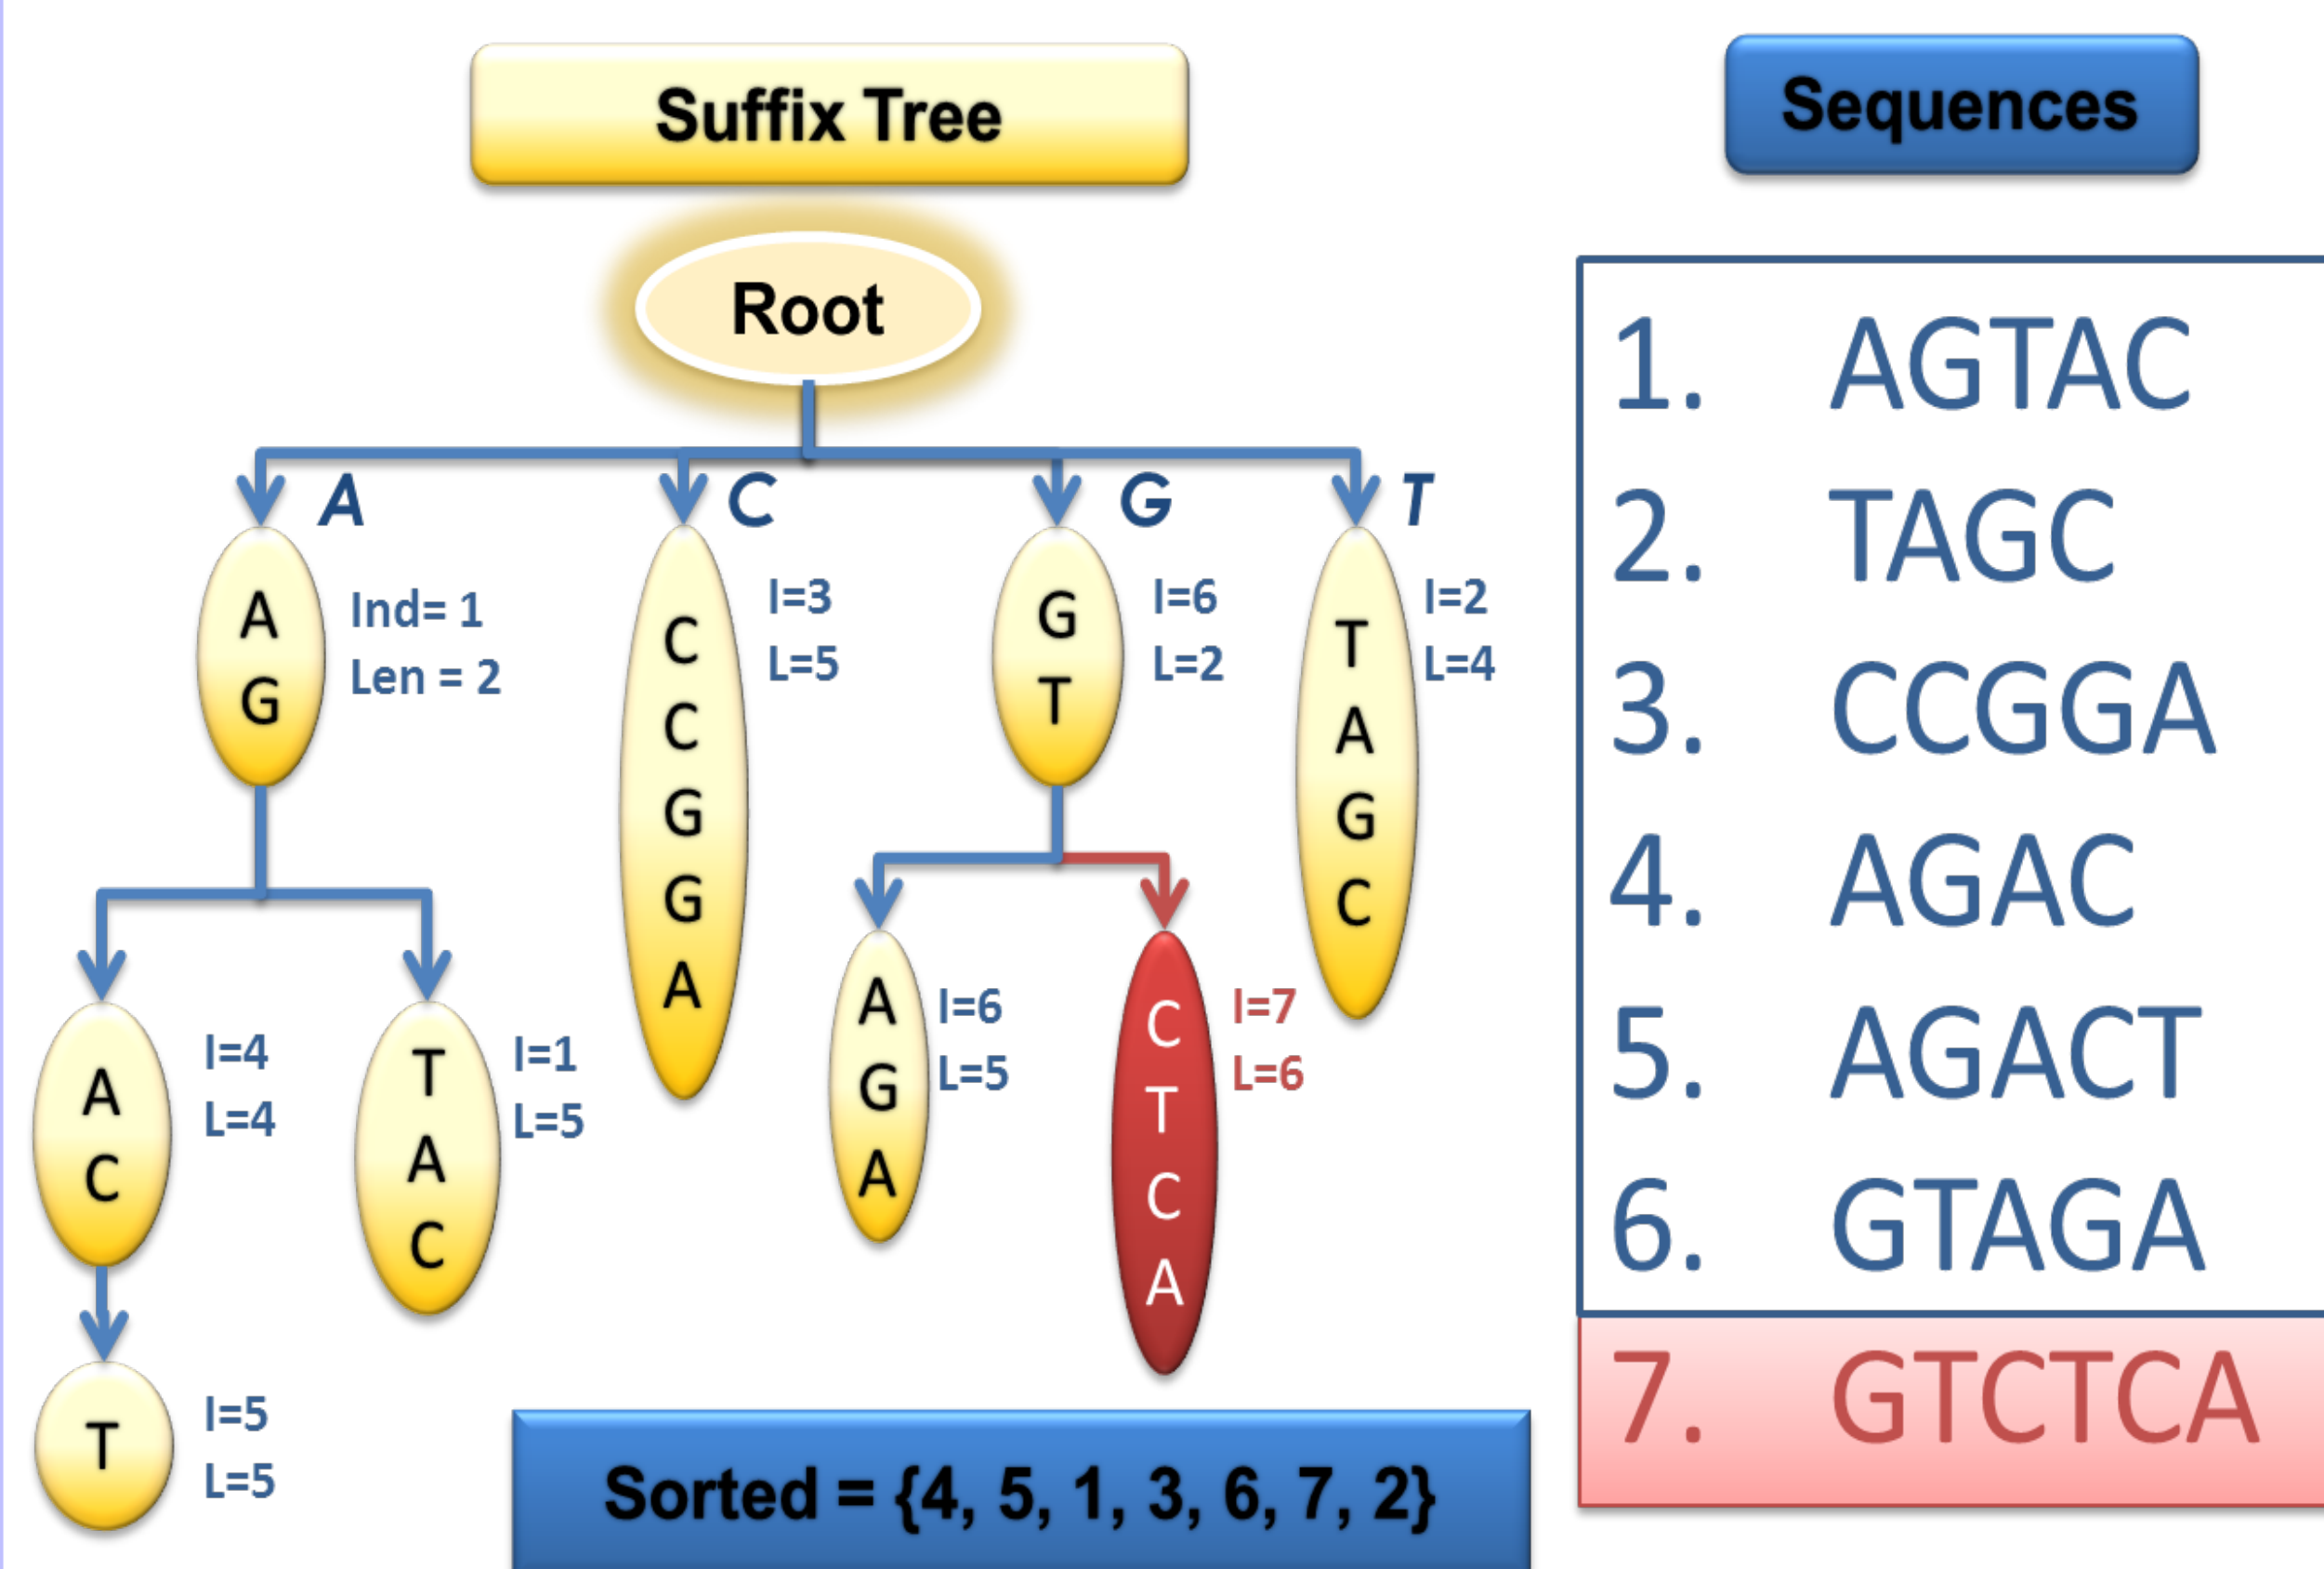 Suffix Tree
Sequences
Root
A
C
G
T
A
G
Ind= 1
Len = 2
C
C
G
G
A
I=3
L=5
G
T
I=6
L=2
T
A
G
C
I=2
L=4
A
C
I=4
L=4
T
A
C
I=1
L=5
A
G
A
I=6
L=5
C
T
C
A
I=7
L=6
T
I=5
L=5
Sorted = {4, 5, 1, 3, 6, 7, 2}
1. AGTAC
2. TAGC
3. CCGGA
4. AGAC
5. AGACT
6. GTAGA
7. GTCTCA